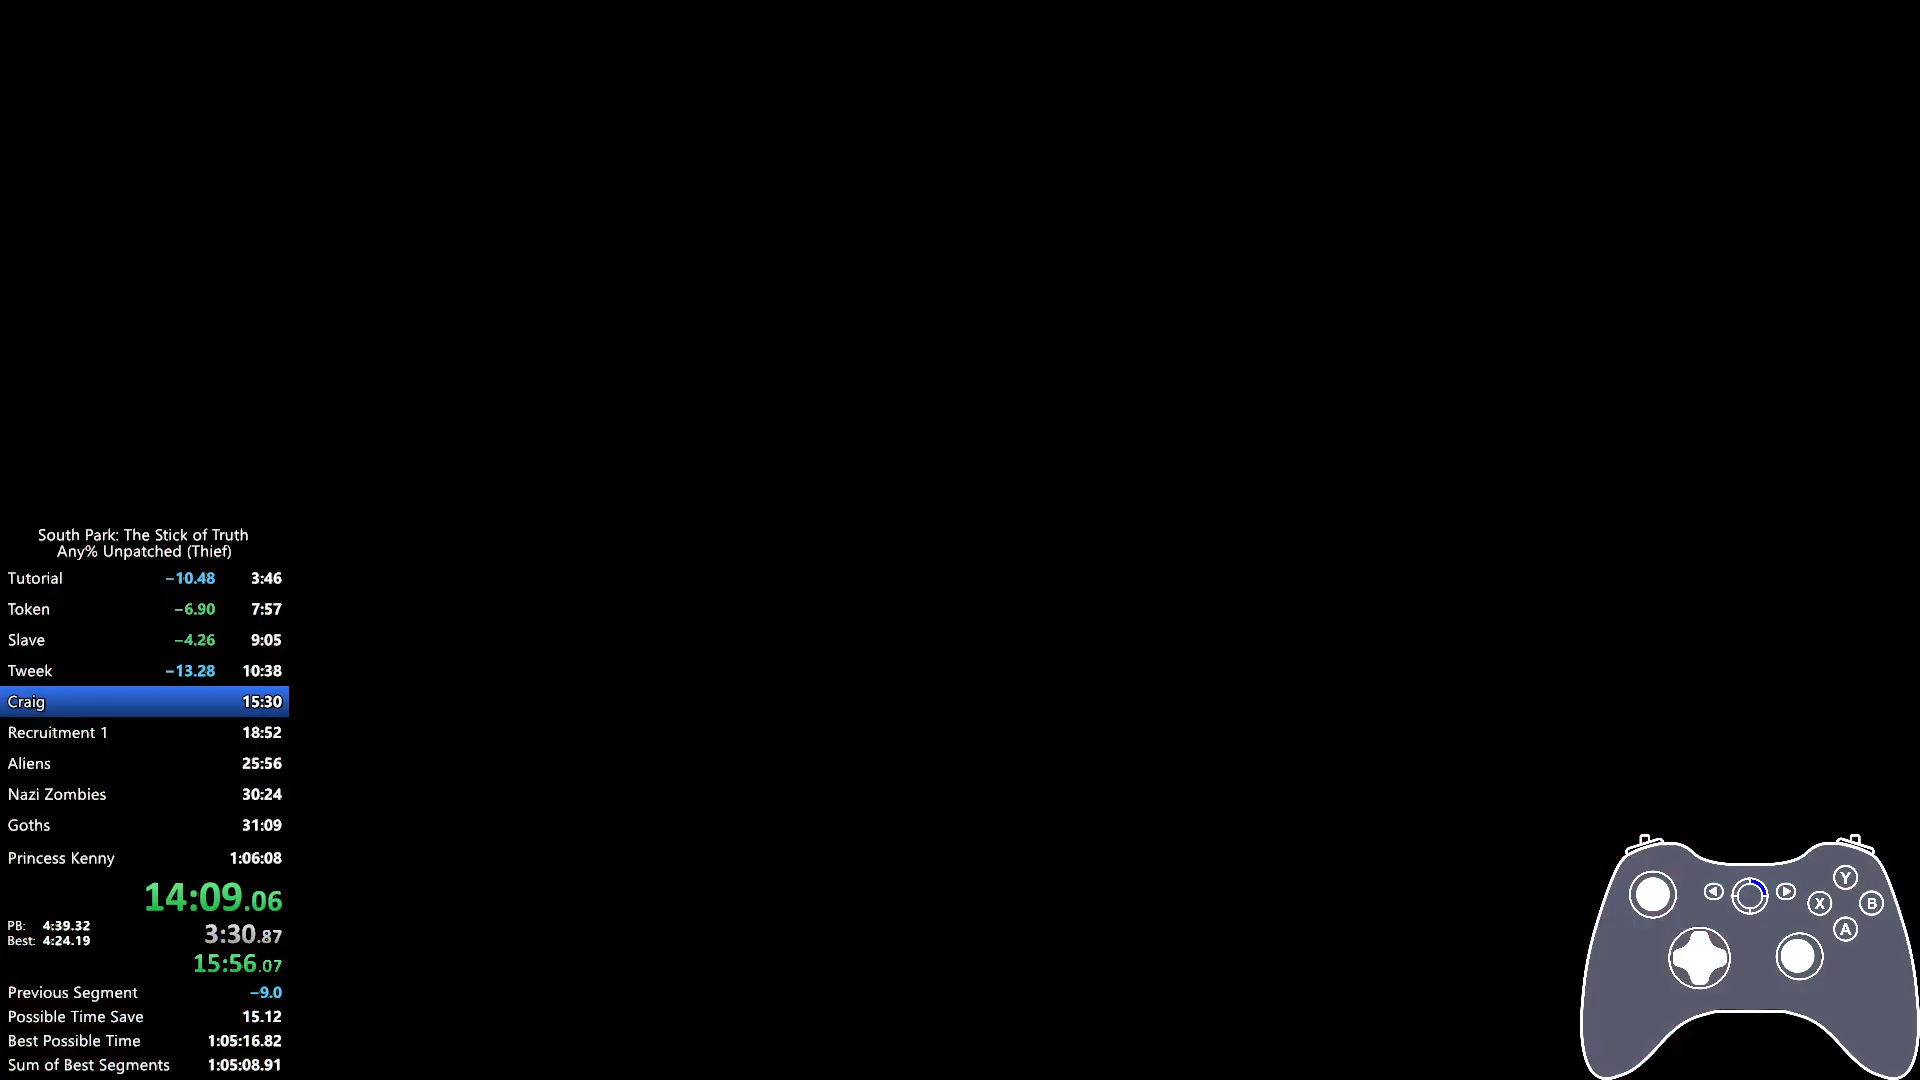 South Park: The Stick of Truth
Any% Unpatched (Thief)
Tutorial −10.48 3:46
Token −6.90 7:57
Slave −4.26 9:05
Tweek −13.28 10:38
Craig 15:30
Recruitment 1 18:52
Aliens 25:56
Nazi Zombies 30:24
Goths 31:09
Princess Kenny 1:06:08
14:09.06
PB: 4:39.32
Best: 4:24.19
3:30.87
15:56.07
Previous Segment −9.0
Possible Time Save 15.12
Best Possible Time 1:05:16.82
Sum of Best Segments 1:05:08.91
Y
X B
A